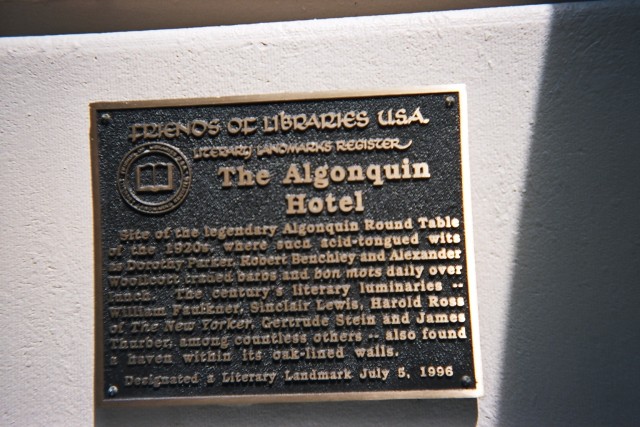 FRIENDS OF LIBRARIES U.S.A.
LITERARY LANDMARKS REGISTER
The Algonquin
Hotel
Site of the legendary Algonquin Round Table
of the 1920s, where such acid-tongued wits
as Dorothy Parker, Robert Benchley and Alexander
Woollcott traded barbs and bon mots daily over
lunch. The century's literary luminaries --
William Faulkner, Sinclair Lewis, Harold Ross
of The New Yorker, Gertrude Stein and James
Thurber, among countless others -- also found
a haven within its oak-lined walls.
Designated a Literary Landmark July 5, 1996